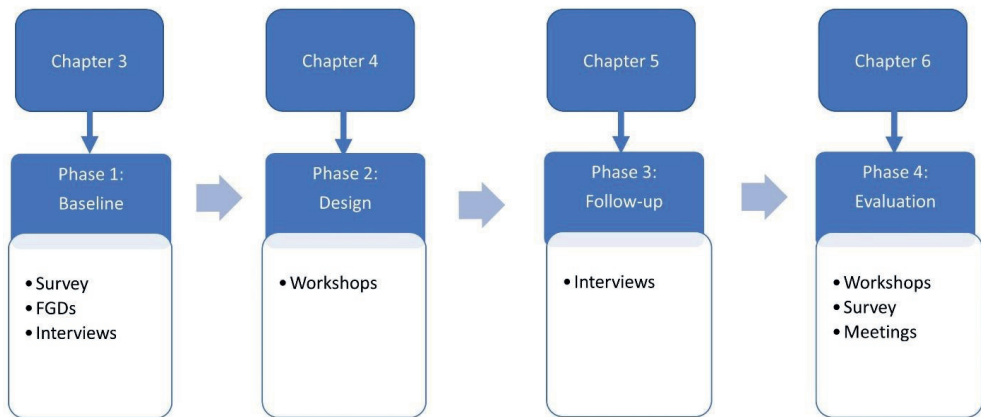 Chapter 3
Chapter 4
Chapter 5
Chapter 6
Phase 1:
Baseline
Phase 2:
Design
Phase 3:
Follow-up
Phase 4:
Evaluation
• Survey
• FGDs
• Interviews
• Workshops
• Interviews
• Workshops
• Survey
• Meetings